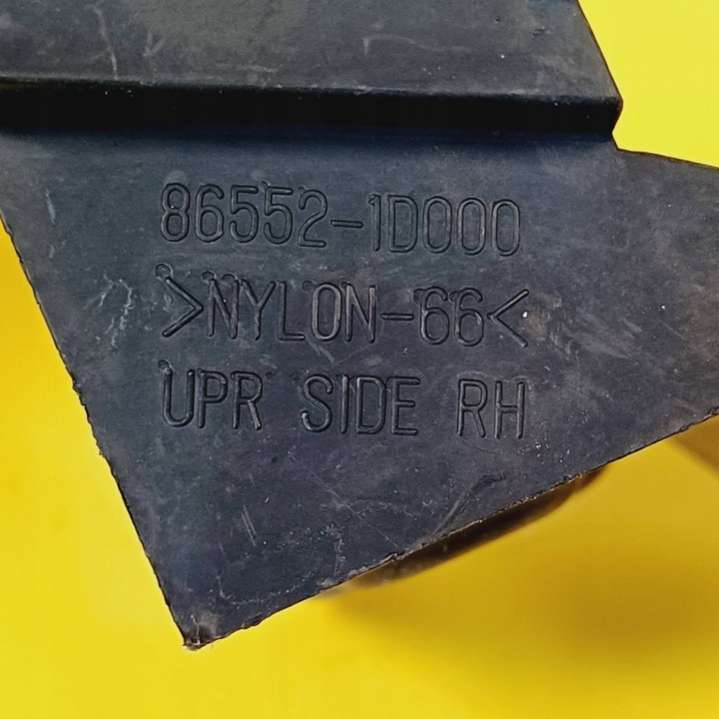 86552-1D000
>NYLON-66<
UPR SIDE RH